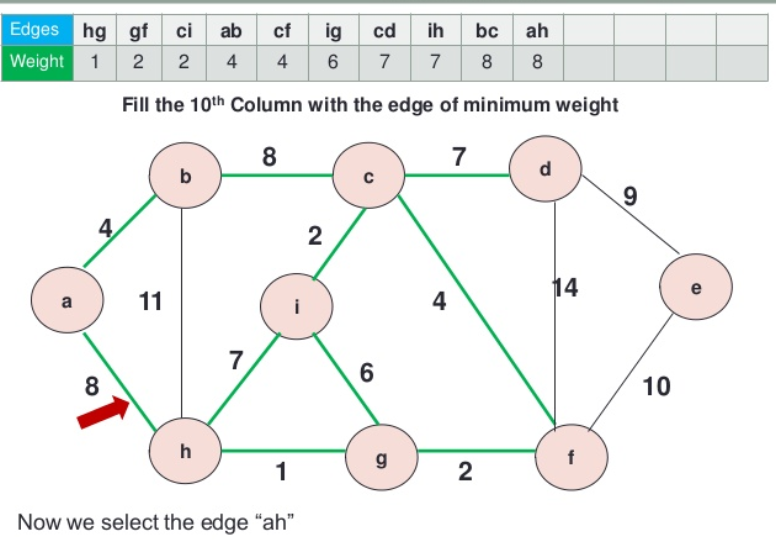 Edges hg gf ci ab cf ig cd ih bc ah
Weight 1 2 2 4 4 6 7 7 8 8
Fill the 10th Column with the edge of minimum weight
8 7
b c d
9
4
2
a 11 i 4 14 e
7 6
8 10
h g f
1 2
Now we select the edge “ah”